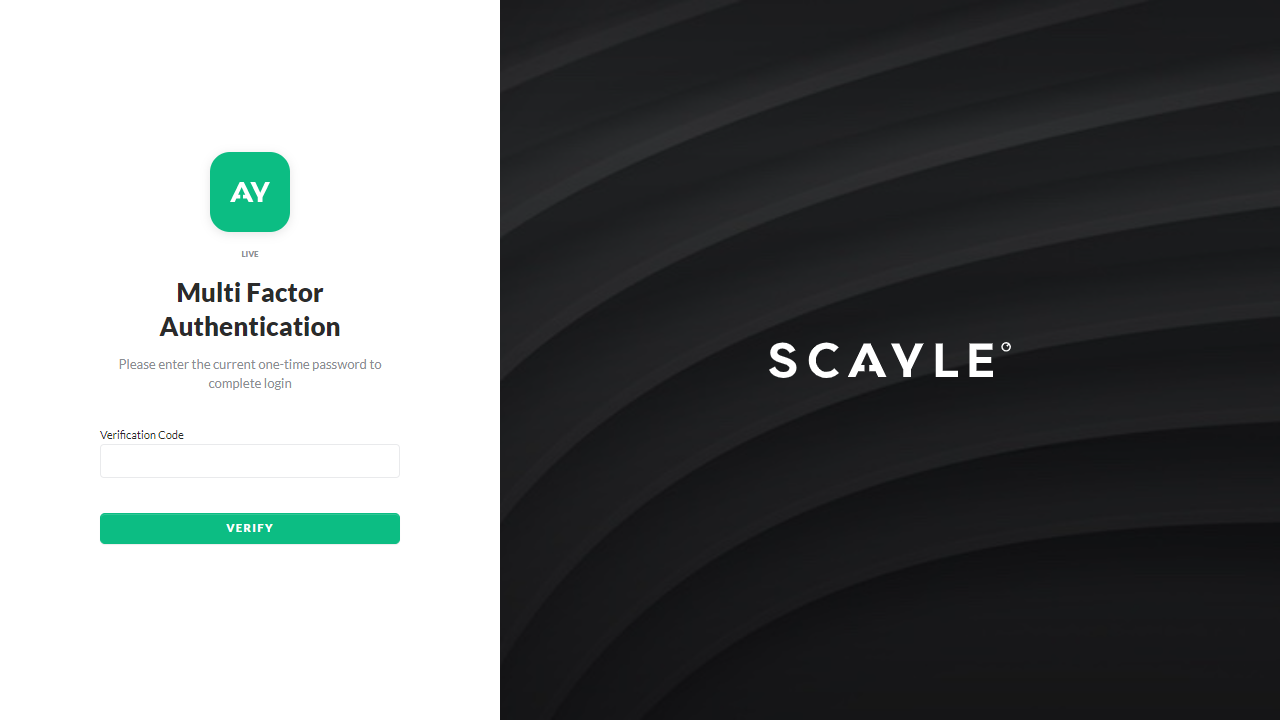 AY
LIVE
Multi Factor
Authentication
Please enter the current one-time password to
complete login
Verification Code
VERIFY
SCAYLE